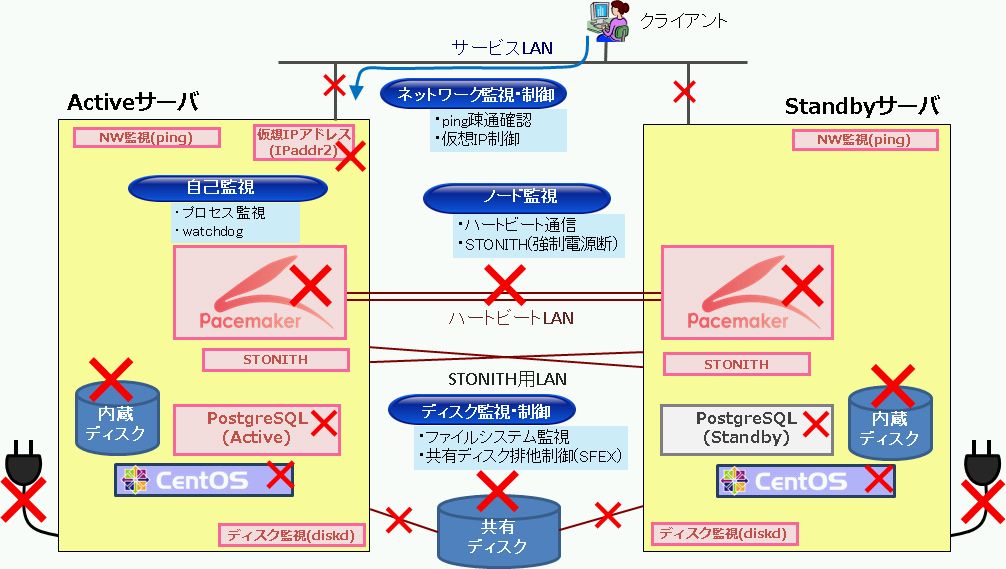 クライアント
サービスLAN
Activeサーバ
ネットワーク監視・制御
・ping疎通確認
・仮想IP制御
Standbyサーバ
NW監視(ping)
仮想IPアドレス
(IPaddr2)
NW監視(ping)
自己監視
・プロセス監視
・watchdog
ノード監視
・ハートビート通信
・STONITH(強制電源断)
Pacemaker
Pacemaker
ハートビートLAN
STONITH
STONITH
STONITH用LAN
内蔵
ディスク
PostgreSQL
(Active)
ディスク監視・制御
・ファイルシステム監視
・共有ディスク排他制御(SFEX)
PostgreSQL
(Standby)
内蔵
ディスク
CentOS
CentOS
共有
ディスク
ディスク監視(diskd)
ディスク監視(diskd)